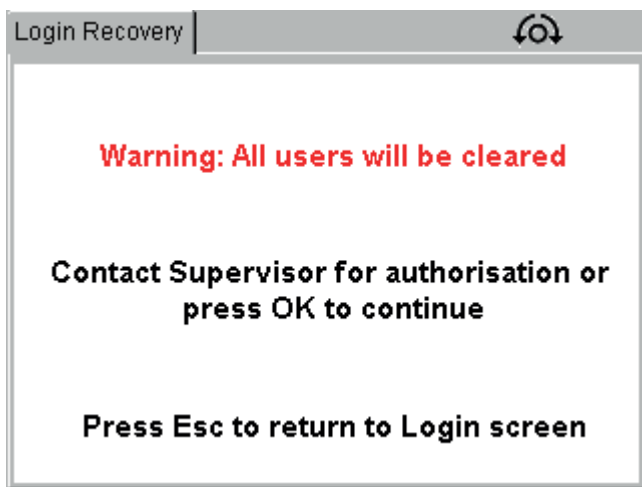 Login Recovery
Warning: All users will be cleared
Contact Supervisor for authorisation or
press OK to continue
Press Esc to return to Login screen